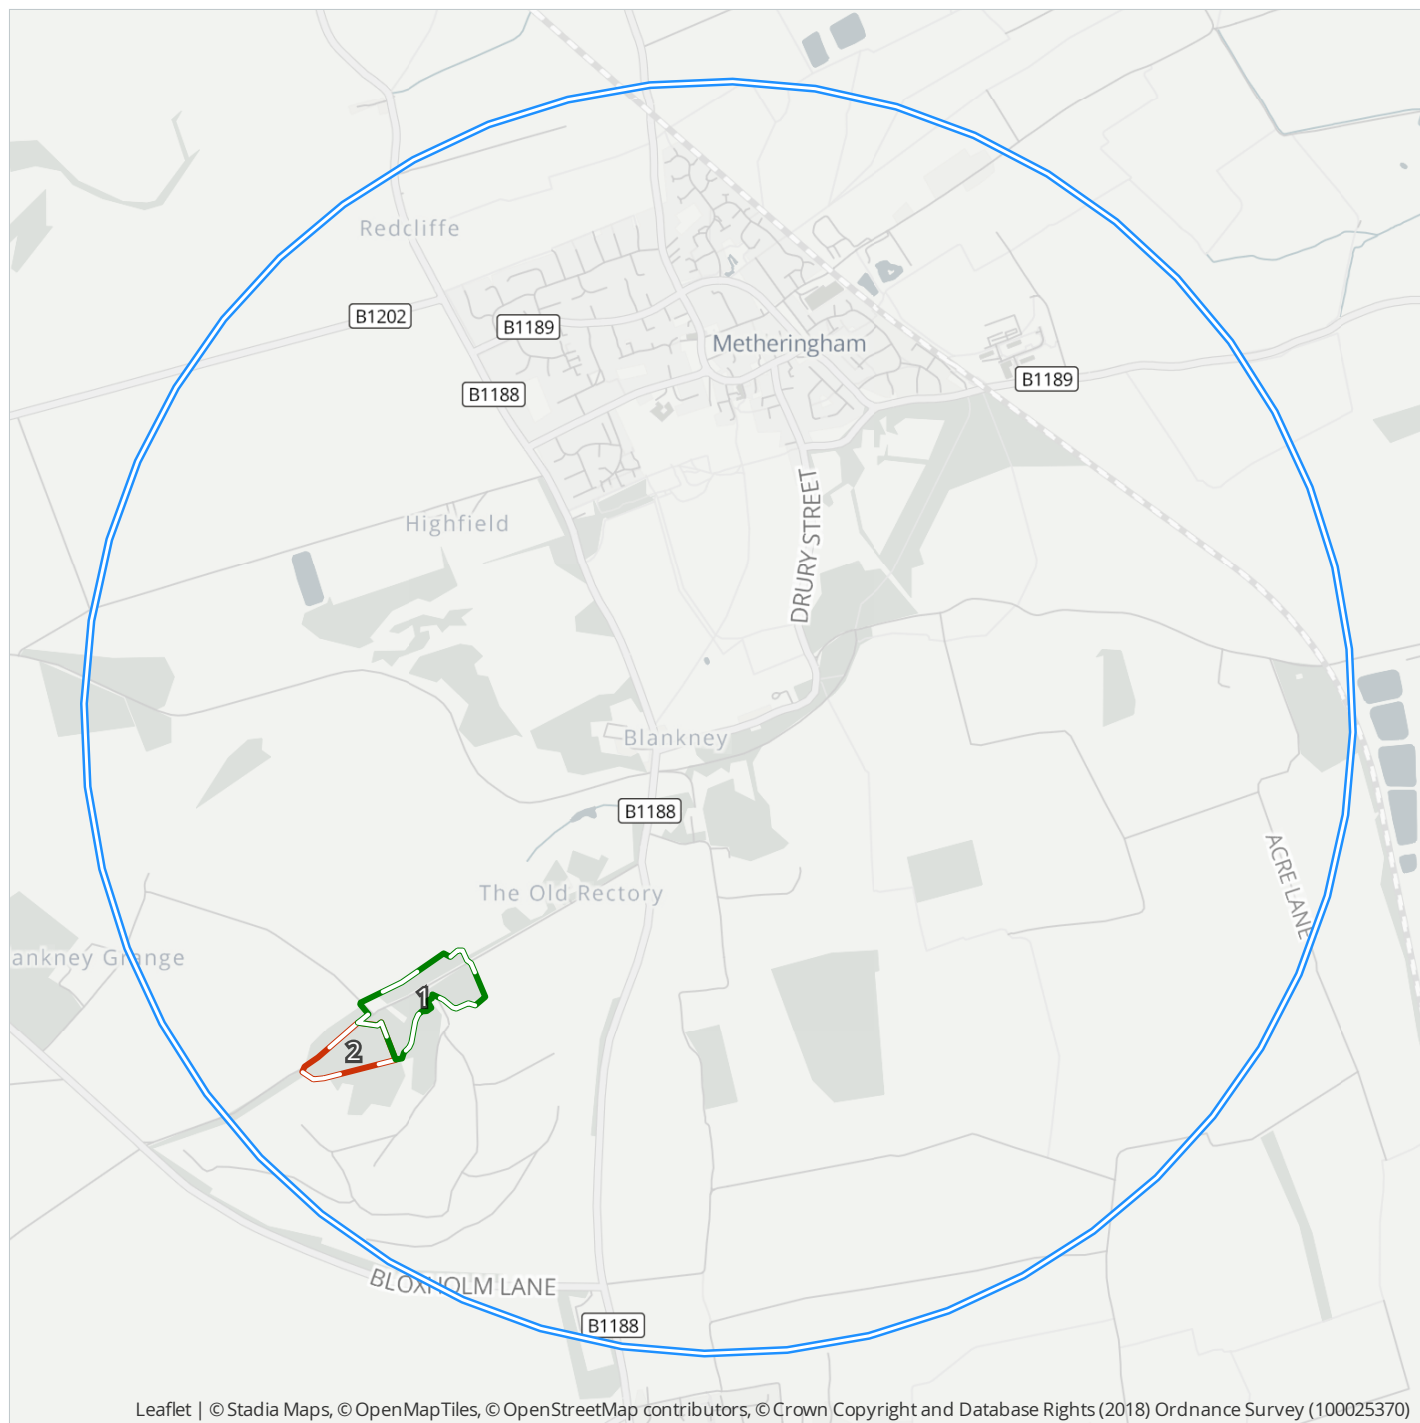 Redcliffe
B1202
B1189
Metheringham
B1189
B1188
DRURY STREET
Highfield
Blankney
B1188
ACRE LANE
The Old Rectory
ankney Grange
1
2
BLOXHOLM LANE
B1188
Leaflet | © Stadia Maps, © OpenMapTiles, © OpenStreetMap contributors, © Crown Copyright and Database Rights (2018) Ordnance Survey (100025370)